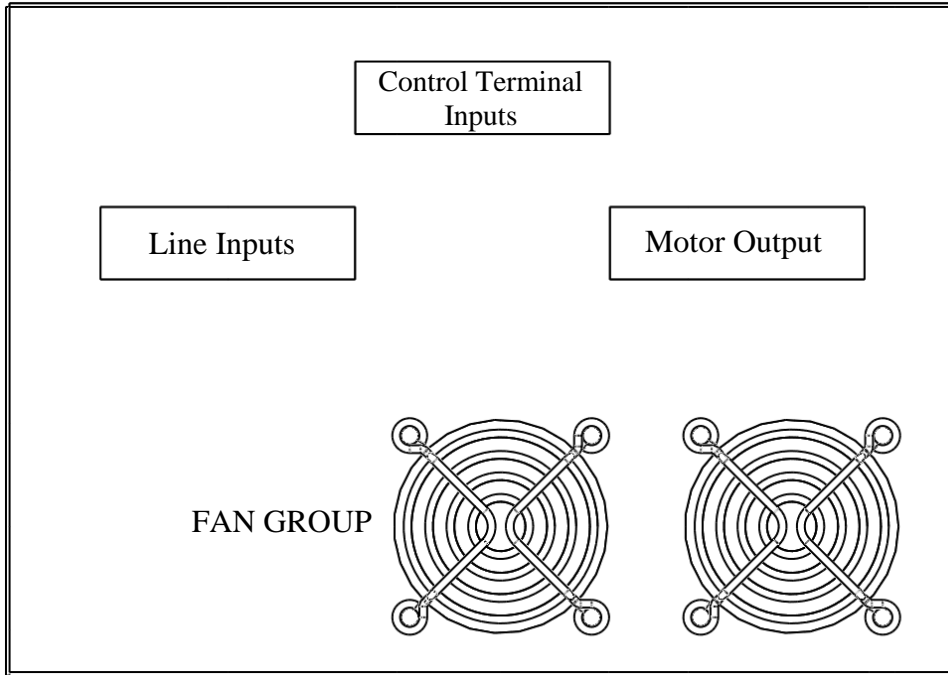 Control Terminal
Inputs
Line Inputs
Motor Output
FAN GROUP